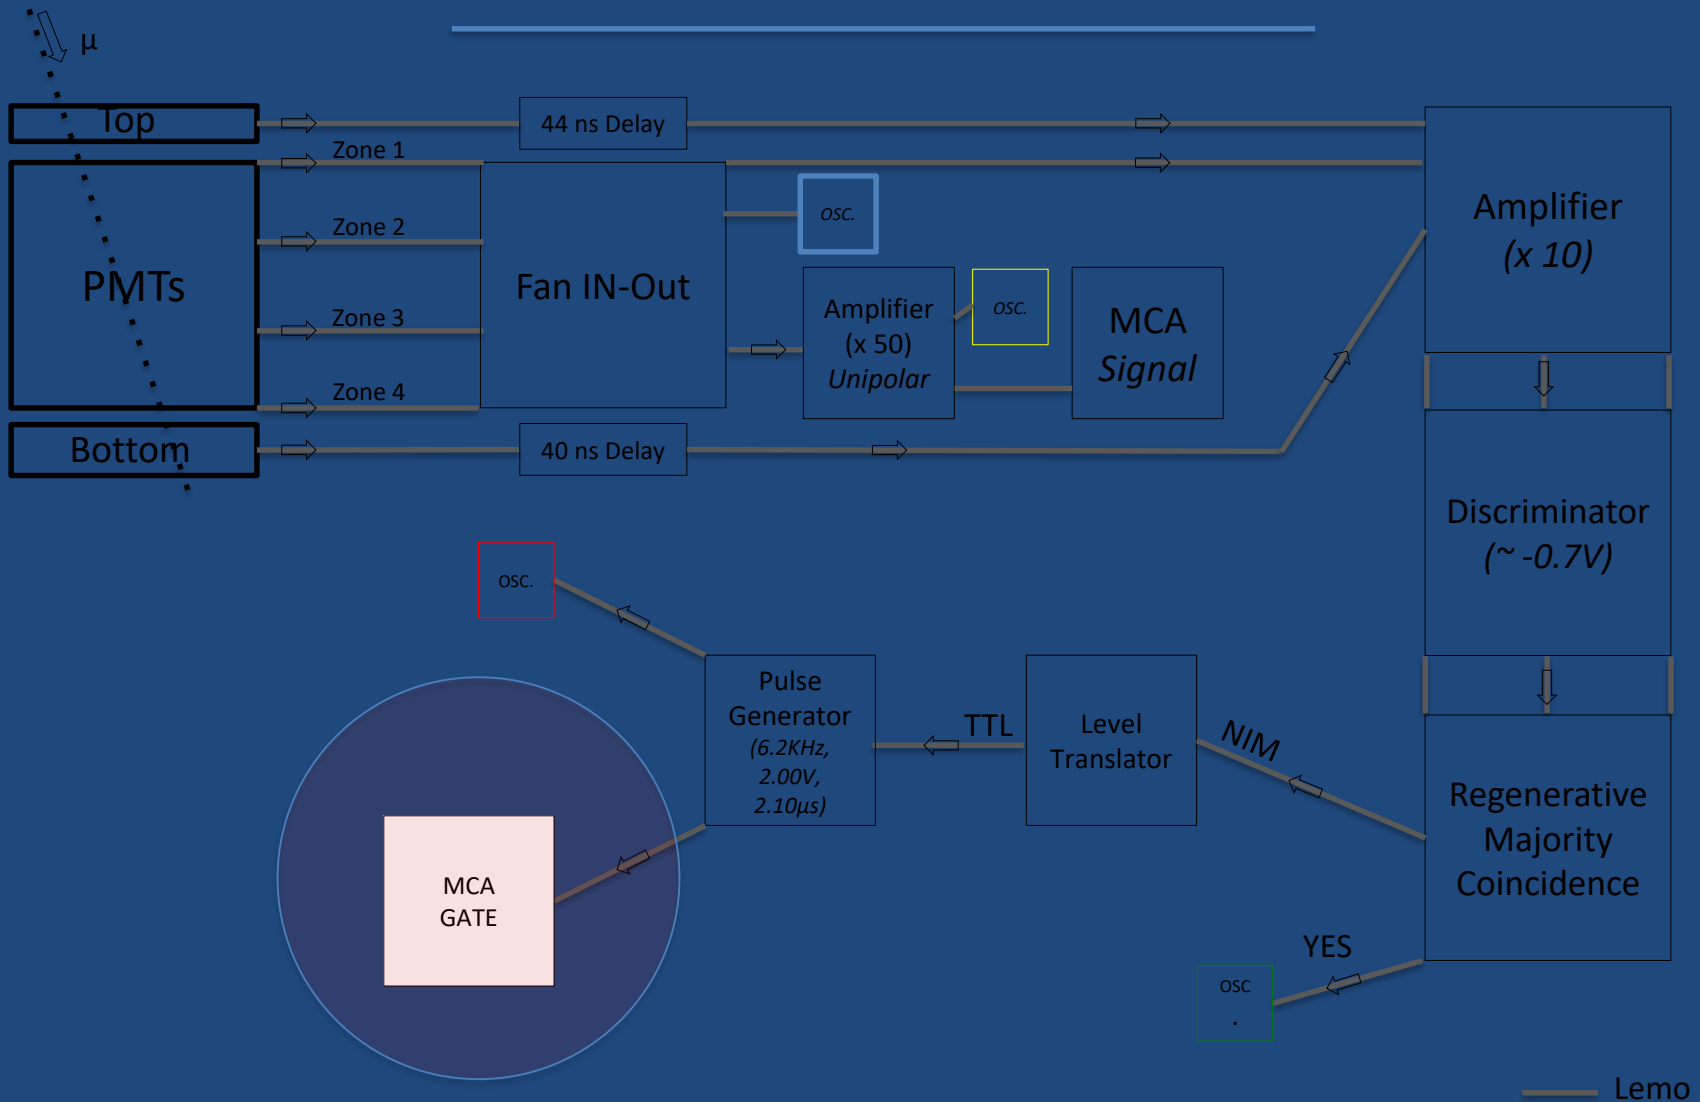 μ
Top
44 ns Delay
Zone 1
Zone 2
Zone 3
Zone 4
PMTs
Fan IN-Out
OSC.
Amplifier
(x 50)
Unipolar
OSC.
MCA
Signal
Amplifier
(x 10)
Bottom
40 ns Delay
Discriminator
(~ -0.7V)
OSC.
Pulse
Generator
(6.2KHz,
2.00V,
2.10μs)
TTL
Level
Translator
NIM
Regenerative
Majority
Coincidence
MCA
GATE
YES
OSC
.
Lemo